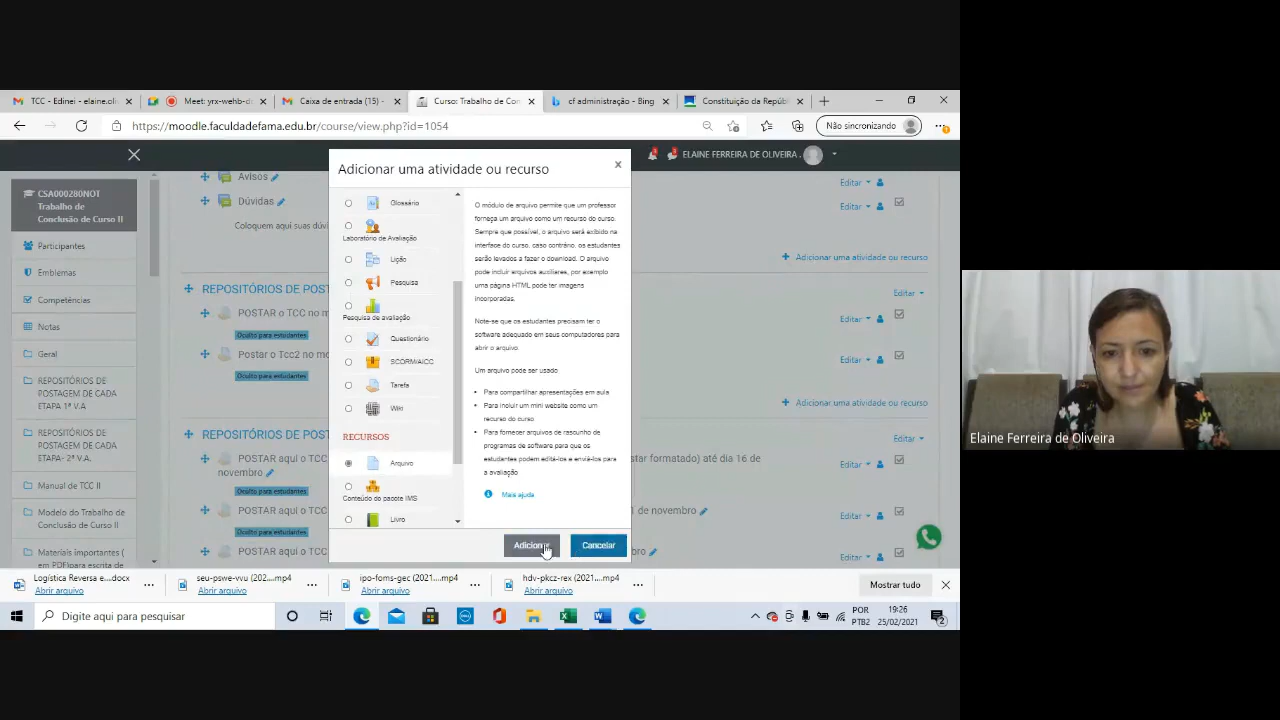 TCC - Edinei - elaine.oli
Meet: yrx-wehb-d
Caixa de entrada (15) -
Curso: Trabalho de Con
cf administração - Bing
Constituição da Repúbl
https://moodle.faculdadefama.edu.br/course/view.php?id=1054
Não sincronizando
ELAINE FERREIRA DE OLIVEIRA .
CSA000280NOT
Trabalho de
Conclusão de Curso II
Participantes
Emblemas
Competências
Notas
Geral
REPOSITÓRIOS DE
POSTAGEM DE CADA
ETAPA 1ª V.A
REPOSITÓRIOS DE
POSTAGEM DE CADA
ETAPA- 2ª V.A.
Manual de TCC II
Modelo do Trabalho de
Conclusão de Curso II
Materiais importantes (
em PDF)para escrita de
Avisos
Editar
Dúvidas
Editar
Coloquem aqui suas dúvi
Adicionar uma atividade ou recurso
REPOSITÓRIOS DE POST
Editar
POSTAR o TCC no m
Editar
Oculto para estudantes
Postar o Tcc2 no mo
Editar
Oculto para estudantes
Adicionar uma atividade ou recurso
REPOSITÓRIOS DE POST
Editar
POSTAR aqui o TCC
star formatado) até dia 16 de
novembro
Editar
Oculto para estudantes
POSTAR aqui o TCC
de novembro
Editar
Oculto para estudantes
POSTAR aqui o TCC
Editar
Adicionar uma atividade ou recurso
Glossário
Laboratório de Avaliação
Lição
Pesquisa
Pesquisa de avaliação
Questionário
SCORM/AICC
Tarefa
Wiki
RECURSOS
Arquivo
Conteúdo do pacote IMS
Livro
O módulo de arquivo permite que um professor
forneça um arquivo como um recurso do curso.
Sempre que possível, o arquivo será exibido na
interface do curso, caso contrário, os estudantes
serão levados a fazer o download. O arquivo
pode incluir arquivos auxiliares, por exemplo
uma página HTML pode ter imagens
incorporadas.
Note-se que os estudantes precisam ter o
software adequado em seus computadores para
abrir o arquivo.
Um arquivo pode ser usado
Para compartilhar apresentações em aula
Para incluir um mini website como um
recurso do curso
Para fornecer arquivos de rascunho de
programas de software para que os
estudantes podem editá-los e enviá-los para
a avaliação
Mais ajuda
Adicionar
Cancelar
Elaine Ferreira de Oliveira
Logística Reversa e....docx
Abrir arquivo
seu-pswe-vvu (202....mp4
Abrir arquivo
ipo-foms-gec (2021....mp4
Abrir arquivo
hdv-pkcz-rex (2021....mp4
Abrir arquivo
Mostrar tudo
Digite aqui para pesquisar
POR
PTB2
19:26
25/02/2021